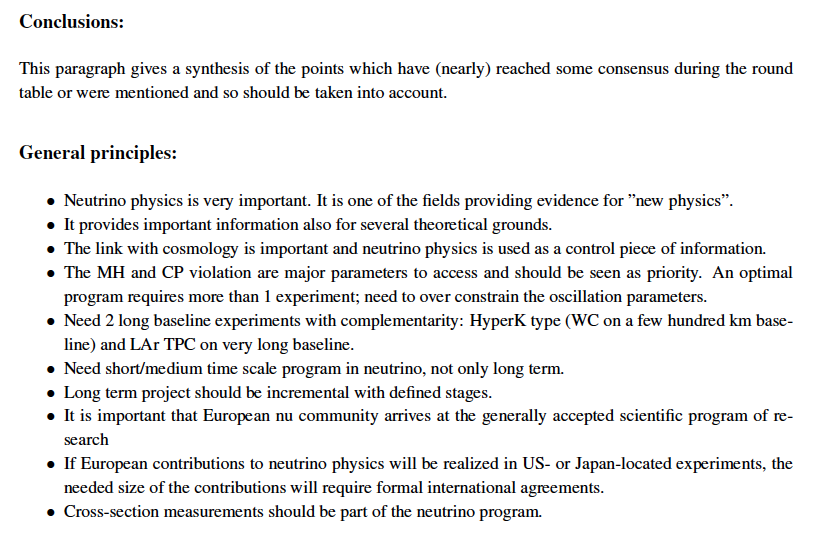 Conclusions:
This paragraph gives a synthesis of the points which have (nearly) reached some consensus during the round
table or were mentioned and so should be taken into account.
General principles:
• Neutrino physics is very important. It is one of the fields providing evidence for ”new physics”.
• It provides important information also for several theoretical grounds.
• The link with cosmology is important and neutrino physics is used as a control piece of information.
• The MH and CP violation are major parameters to access and should be seen as priority. An optimal
program requires more than 1 experiment; need to over constrain the oscillation parameters.
• Need 2 long baseline experiments with complementarity: HyperK type (WC on a few hundred km base-
line) and LAr TPC on very long baseline.
• Need short/medium time scale program in neutrino, not only long term.
• Long term project should be incremental with defined stages.
• It is important that European nu community arrives at the generally accepted scientific program of re-
search
• If European contributions to neutrino physics will be realized in US- or Japan-located experiments, the
needed size of the contributions will require formal international agreements.
• Cross-section measurements should be part of the neutrino program.